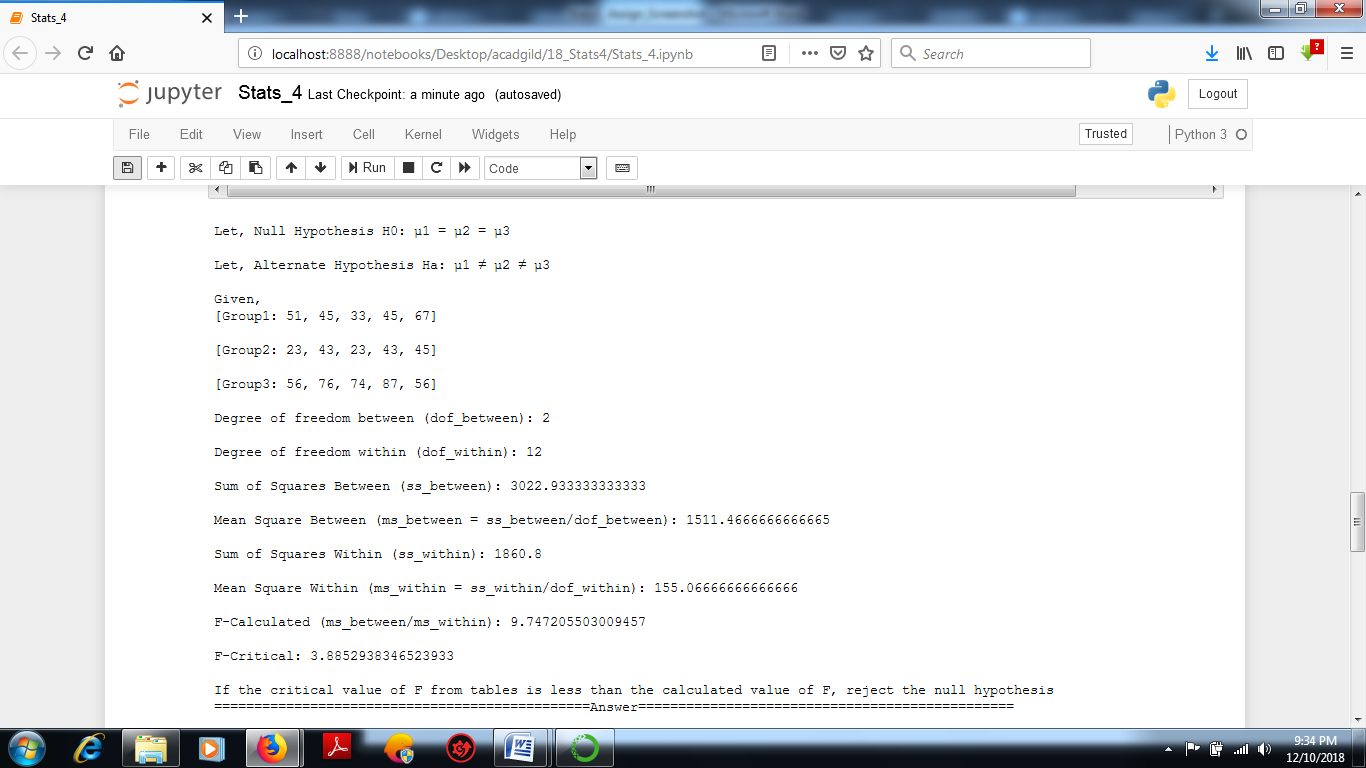 Stats_4
localhost:8888/notebooks/Desktop/acadgild/18_Stats4/Stats_4.ipynb
Search
?
jupyter Stats_4 Last Checkpoint: a minute ago (autosaved)
Logout
File Edit View Insert Cell Kernel Widgets Help
Trusted
Python 3
Run
Code
Let, Null Hypothesis H0: μ1 = μ2 = μ3
Let, Alternate Hypothesis Ha: μ1 ≠ μ2 ≠ μ3
Given,
[Group1: 51, 45, 33, 45, 67]
[Group2: 23, 43, 23, 43, 45]
[Group3: 56, 76, 74, 87, 56]
Degree of freedom between (dof_between): 2
Degree of freedom within (dof_within): 12
Sum of Squares Between (ss_between): 3022.933333333333
Mean Square Between (ms_between = ss_between/dof_between): 1511.4666666666665
Sum of Squares Within (ss_within): 1860.8
Mean Square Within (ms_within = ss_within/dof_within): 155.06666666666666
F-Calculated (ms_between/ms_within): 9.747205503009457
F-Critical: 3.8852938346523933
If the critical value of F from tables is less than the calculated value of F, reject the null hypothesis
===============================================Answer===============================================
9:34 PM
12/10/2018